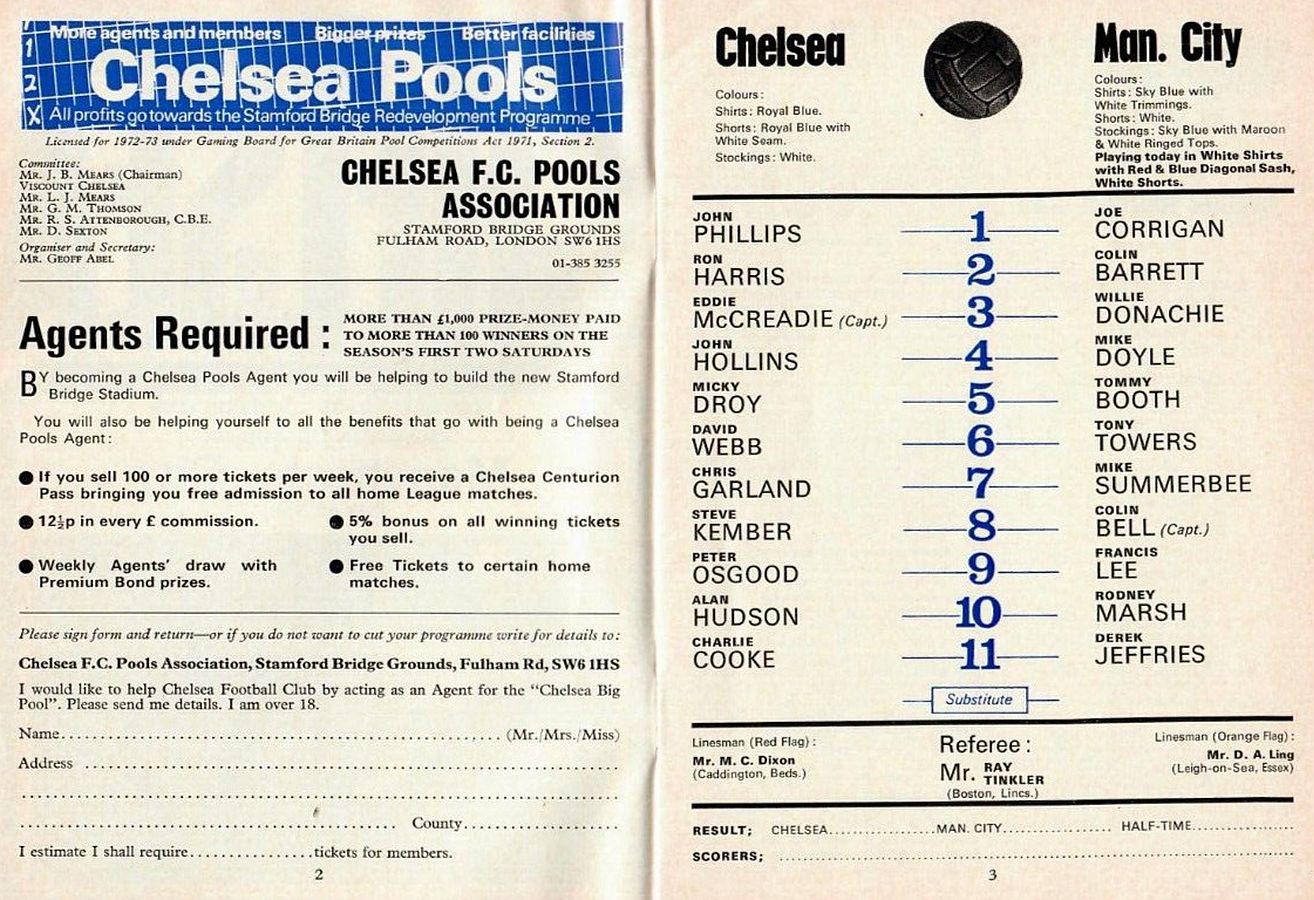 More agents and members Bigger prizes Better facilities
1
2
X
Chelsea Pools
All profits go towards the Stamford Bridge Redevelopment Programme
Licensed for 1972-73 under Gaming Board for Great Britain Pool Competitions Act 1971, Section 2.
Committee:
MR. J. B. MEARS (Chairman)
VISCOUNT CHELSEA
MR. L. J. MEARS
MR. G. M. THOMSON
MR. R. S. ATTENBOROUGH, C.B.E.
MR. D. SEXTON
Organiser and Secretary:
MR. GEOFF ABEL
CHELSEA F.C. POOLS
ASSOCIATION
STAMFORD BRIDGE GROUNDS
FULHAM ROAD, LONDON SW6 1HS
01-385 3255
Agents Required :
MORE THAN £1,000 PRIZE-MONEY PAID
TO MORE THAN 100 WINNERS ON THE
SEASON'S FIRST TWO SATURDAYS
BY becoming a Chelsea Pools Agent you will be helping to build the new Stamford
Bridge Stadium.
You will also be helping yourself to all the benefits that go with being a Chelsea
Pools Agent:
● If you sell 100 or more tickets per week, you receive a Chelsea Centurion
Pass bringing you free admission to all home League matches.
● 12½p in every £ commission.
● 5% bonus on all winning tickets
you sell.
● Weekly Agents' draw with
Premium Bond prizes.
● Free Tickets to certain home
matches.
Please sign form and return—or if you do not want to cut your programme write for details to:
Chelsea F.C. Pools Association, Stamford Bridge Grounds, Fulham Rd, SW6 1HS
I would like to help Chelsea Football Club by acting as an Agent for the "Chelsea Big
Pool". Please send me details. I am over 18.
Name.................................................... (Mr./Mrs./Miss)
Address ....................................................
County....................
I estimate I shall require...............tickets for members.
2
Chelsea
Colours:
Shirts: Royal Blue.
Shorts: Royal Blue with
White Seam.
Stockings: White.
Man. City
Colours:
Shirts: Sky Blue with
White Trimmings.
Shorts: White.
Stockings: Sky Blue with Maroon
& White Ringed Tops.
Playing today in White Shirts
with Red & Blue Diagonal Sash,
White Shorts.
JOHN PHILLIPS 1 JOE CORRIGAN
RON HARRIS 2 COLIN BARRETT
EDDIE McCREADIE (Capt.) 3 WILLIE DONACHIE
JOHN HOLLINS 4 MIKE DOYLE
MICKY DROY 5 TOMMY BOOTH
DAVID WEBB 6 TONY TOWERS
CHRIS GARLAND 7 MIKE SUMMERBEE
STEVE KEMBER 8 COLIN BELL (Capt.)
PETER OSGOOD 9 FRANCIS LEE
ALAN HUDSON 10 RODNEY MARSH
CHARLIE COOKE 11 DEREK JEFFRIES
Substitute
Linesman (Red Flag):
Mr. M. C. Dixon
(Caddington, Beds.)
Referee:
Mr. RAY TINKLER
(Boston, Lincs.)
Linesman (Orange Flag):
Mr. D. A. Ling
(Leigh-on-Sea, Essex)
RESULT; CHELSEA....................MAN. CITY.................... HALF-TIME....................
SCORERS; ....................................................
3